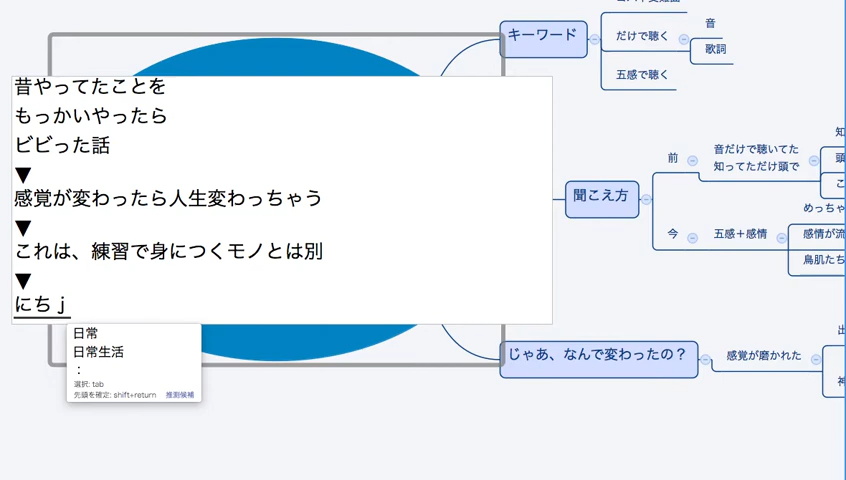 昔やってたことを
もっかいやったら
ビビった話
▼
感覚が変わったら人生変わっちゃう
▼
これは、練習で身につくモノとは別
▼
にちｊ
日常
日常生活
：
選択: tab
先頭を確定: shift+return 推測候補
キーワード
だけで聴く
音
歌詞
五感で聴く
聞こえ方
前
音だけで聴いてた
知ってただけ頭で
知
頭
こ
今
五感＋感情
めっちゃ
感情が流
鳥肌たち
じゃあ、なんで変わったの？
感覚が磨かれた